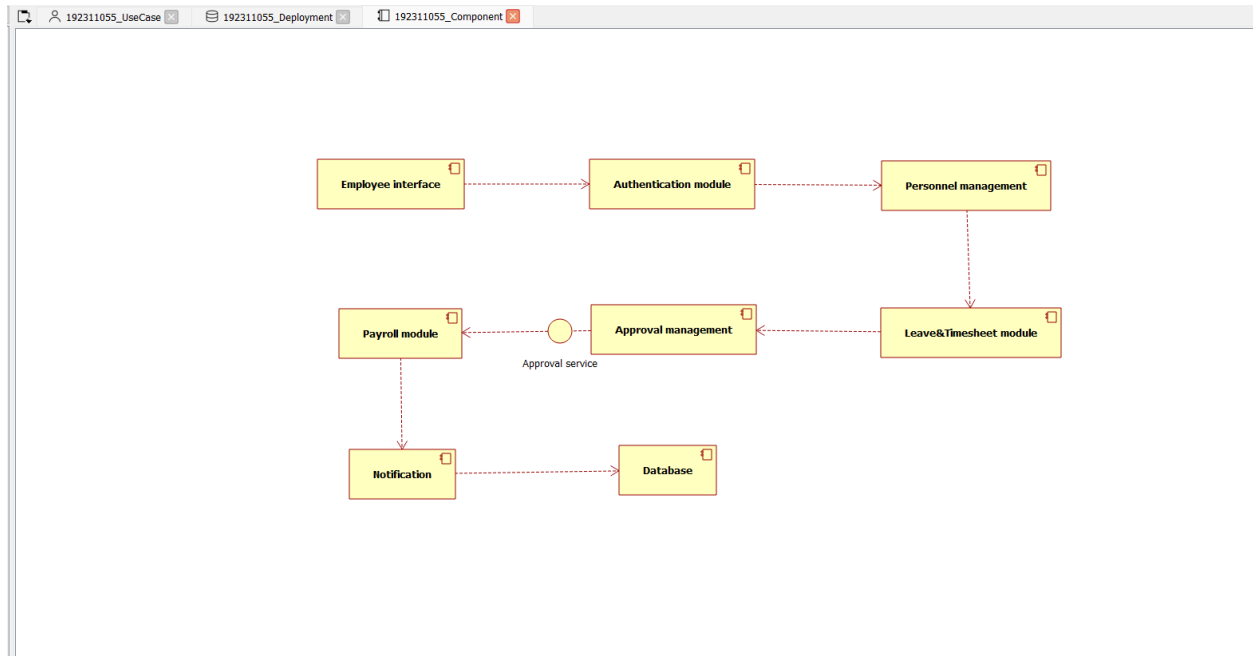 192311055_UseCase
192311055_Deployment
192311055_Component
Employee interface
Authentication module
Personnel management
Payroll module
Approval service
Approval management
Leave&Timesheet module
Notification
Database